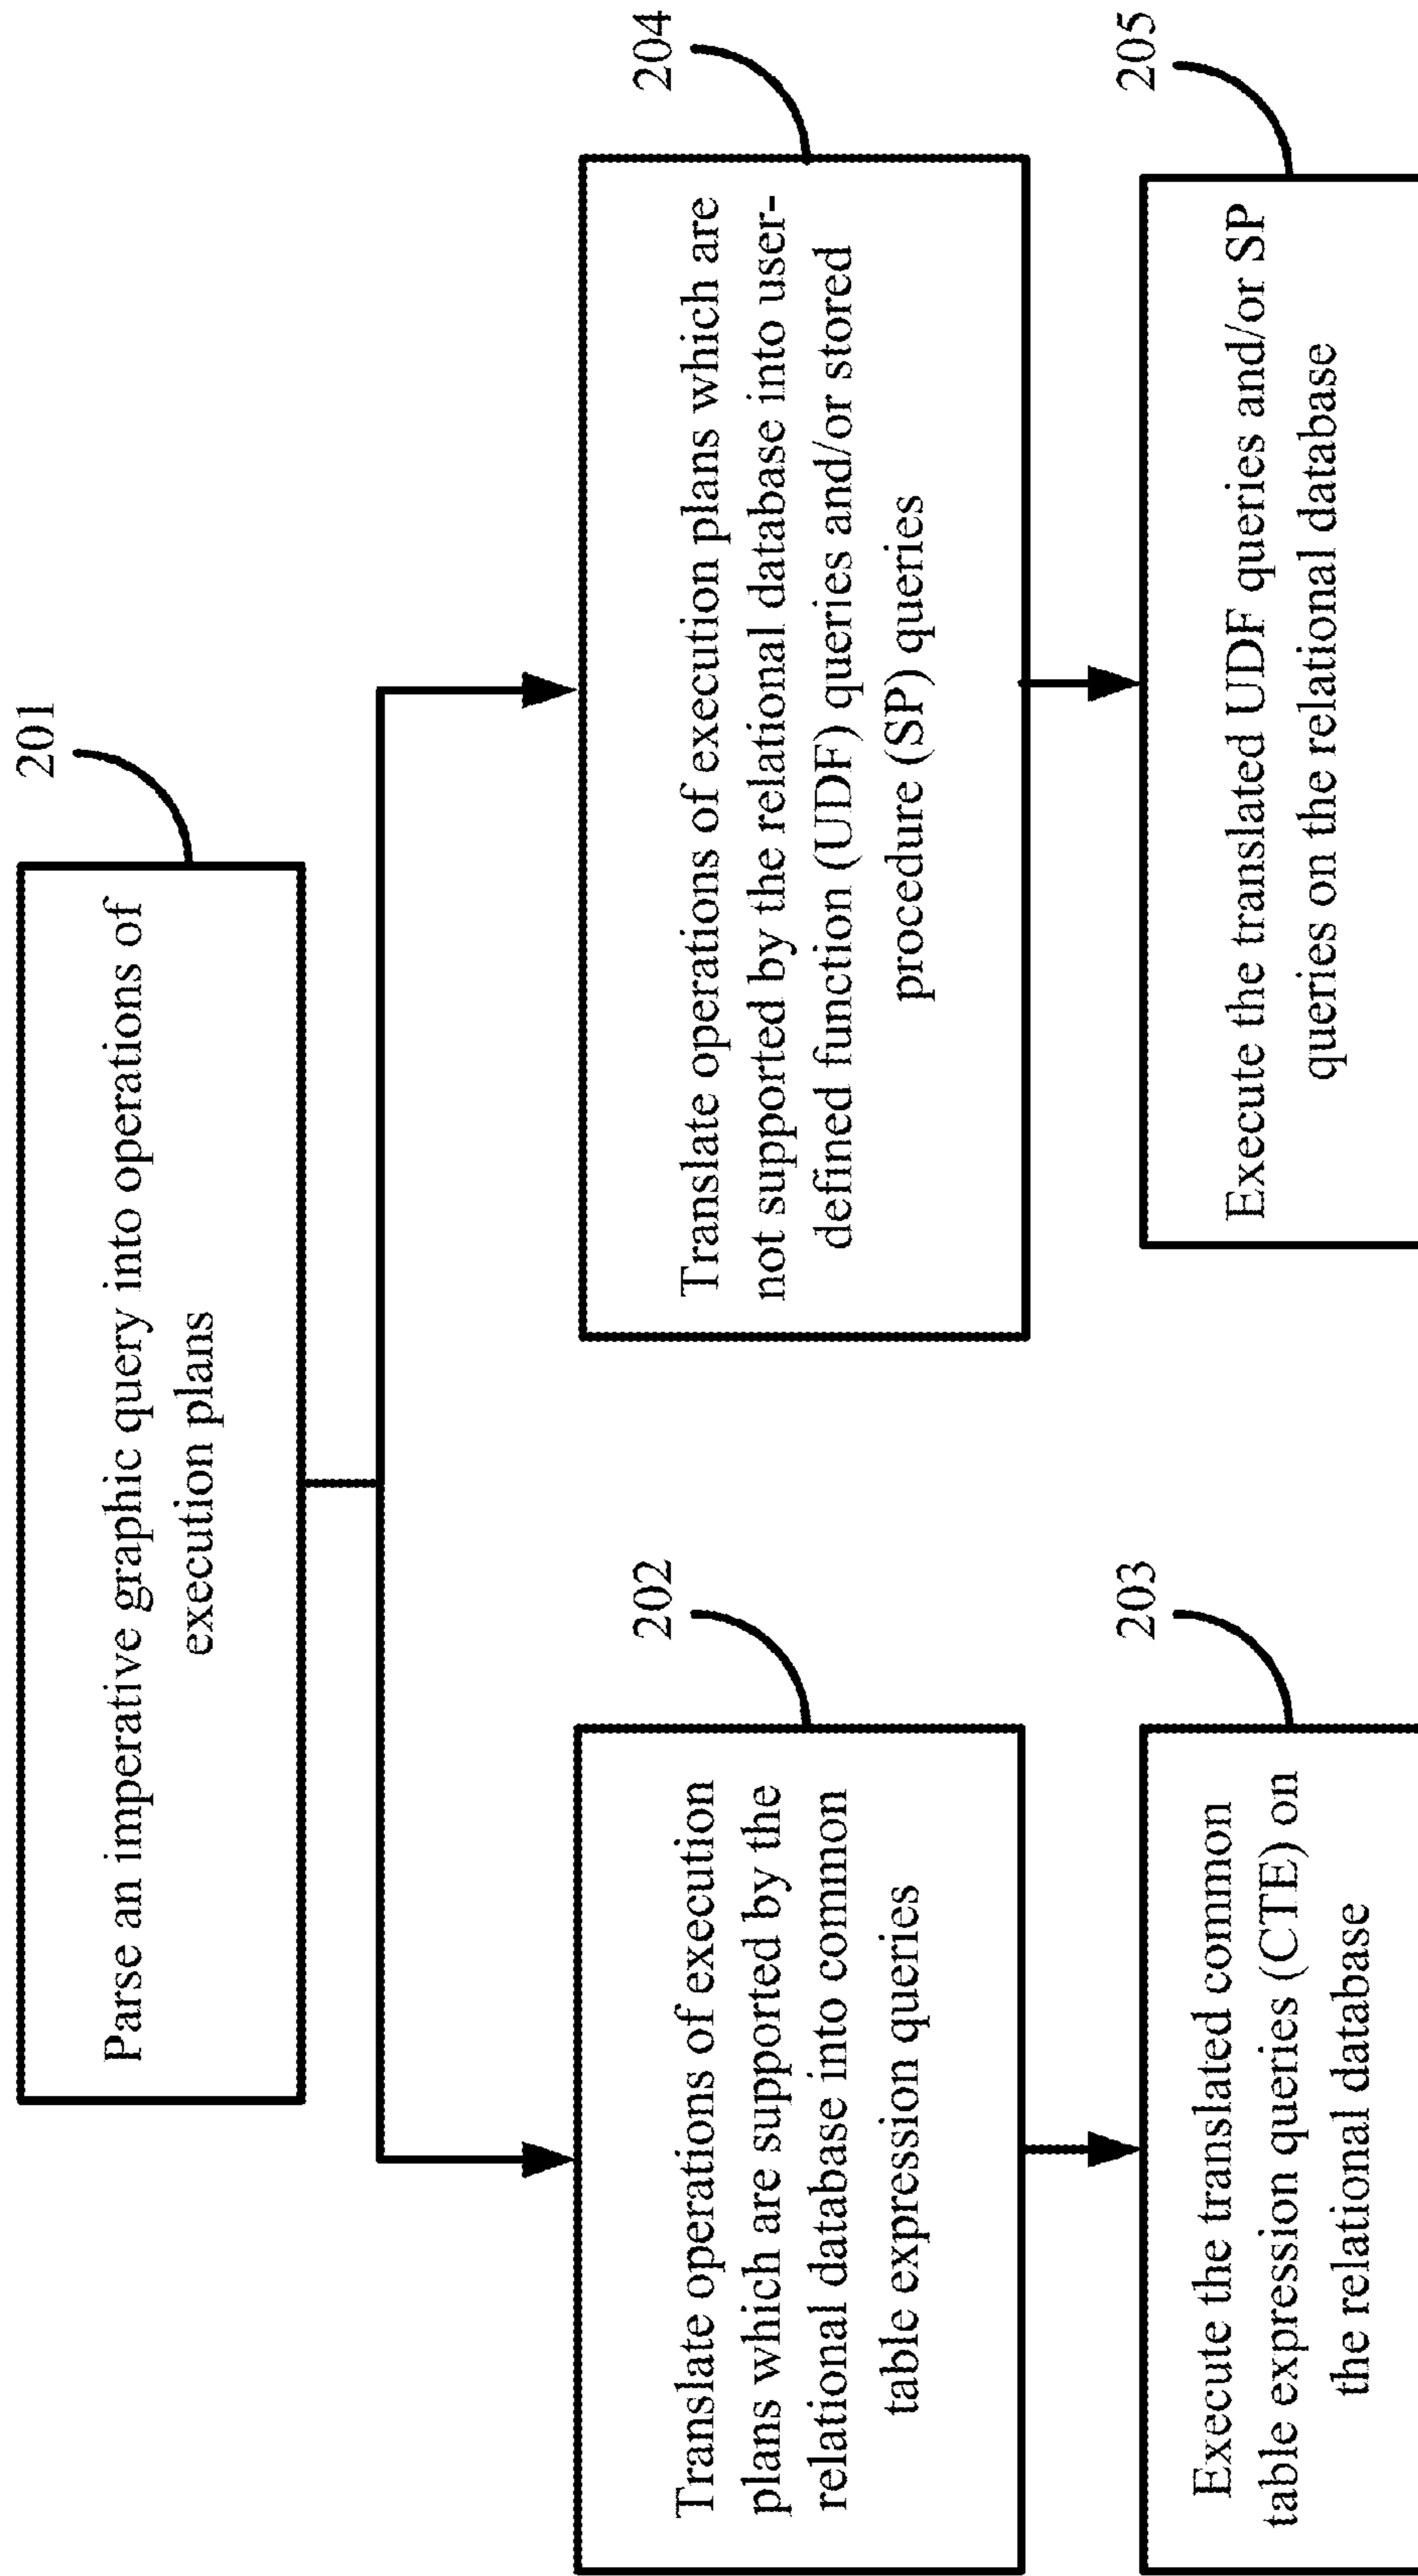 201
Parse an imperative graphic query into operations of
execution plans
202
Translate operations of execution
plans which are supported by the
relational database into common
table expression queries
204
Translate operations of execution plans which are
not supported by the relational database into user-
defined function (UDF) queries and/or stored
procedure (SP) queries
203
Execute the translated common
table expression queries (CTE) on
the relational database
205
Execute the translated UDF queries and/or SP
queries on the relational database